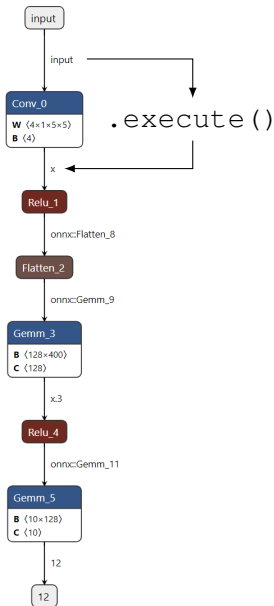 input
input
Conv_0
W ⟨4×1×5×5⟩
B ⟨4⟩
.execute()
x
Relu_1
onnx::Flatten_8
Flatten_2
onnx::Gemm_9
Gemm_3
B ⟨128×400⟩
C ⟨128⟩
x.3
Relu_4
onnx::Gemm_11
Gemm_5
B ⟨10×128⟩
C ⟨10⟩
12
12